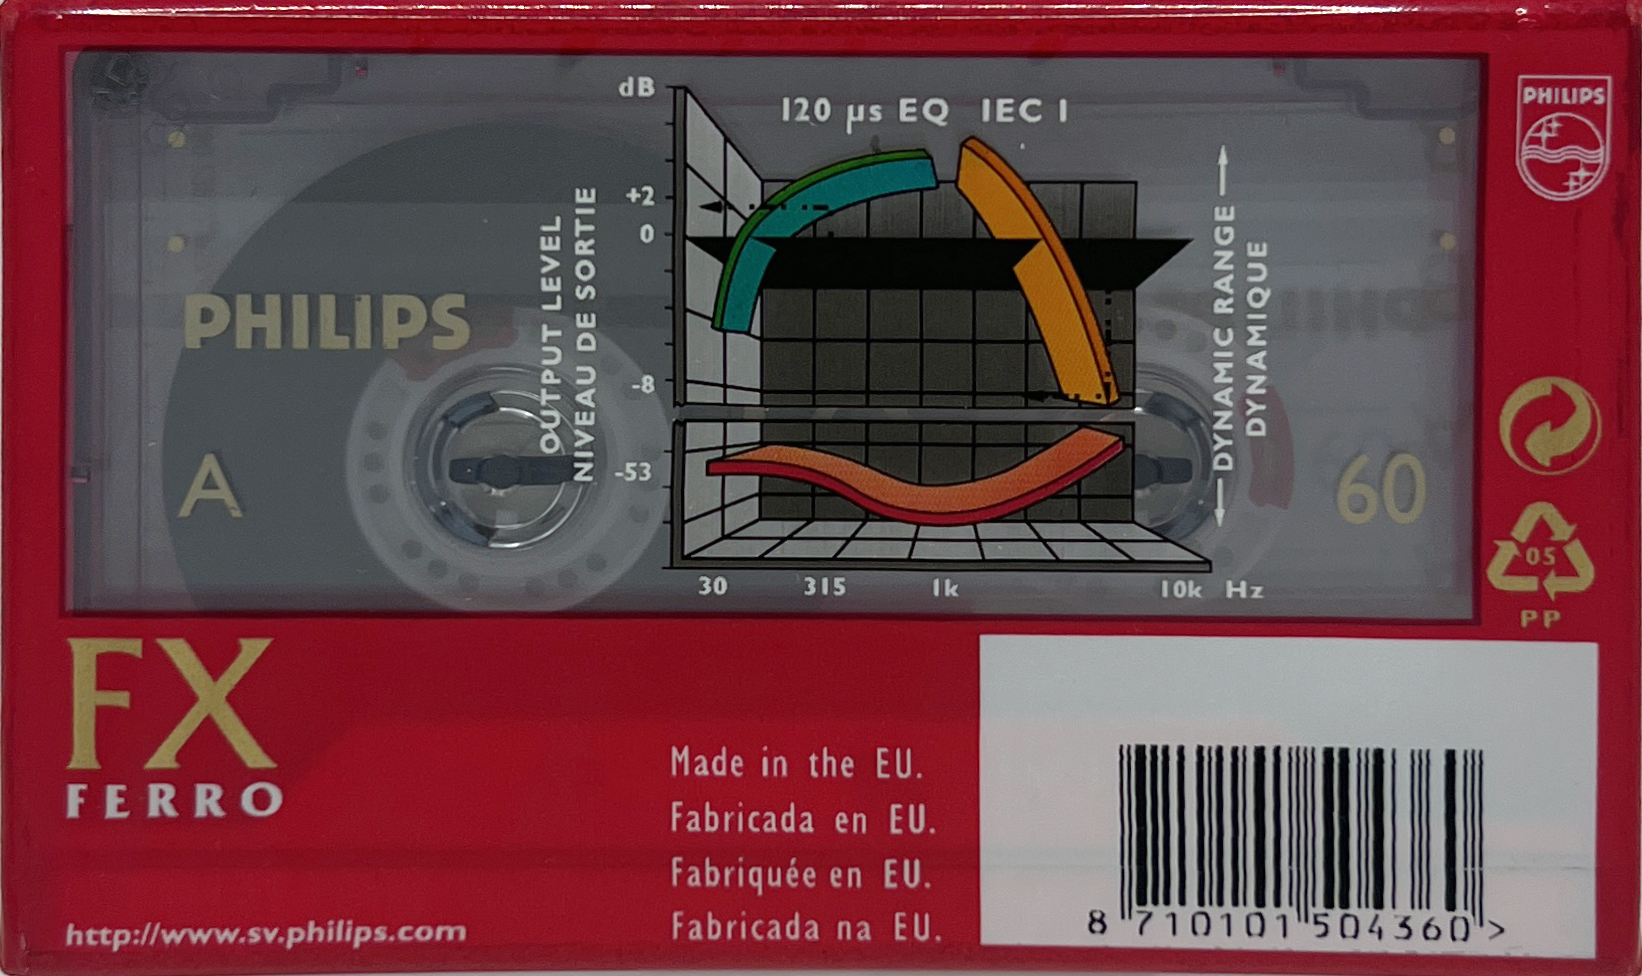 dB
120 µs EQ IEC I
PHILIPS
+2
0
-8
-53
OUTPUT LEVEL
NIVEAU DE SORTIE
DYNAMIC RANGE
DYNAMIQUE
PHILIPS
A
60
30 315 1k 10k Hz
05
PP
FX
FERRO
Made in the EU.
Fabricada en EU.
Fabriquée en EU.
Fabricada na EU.
http://www.sv.philips.com
8 710101 504360 >